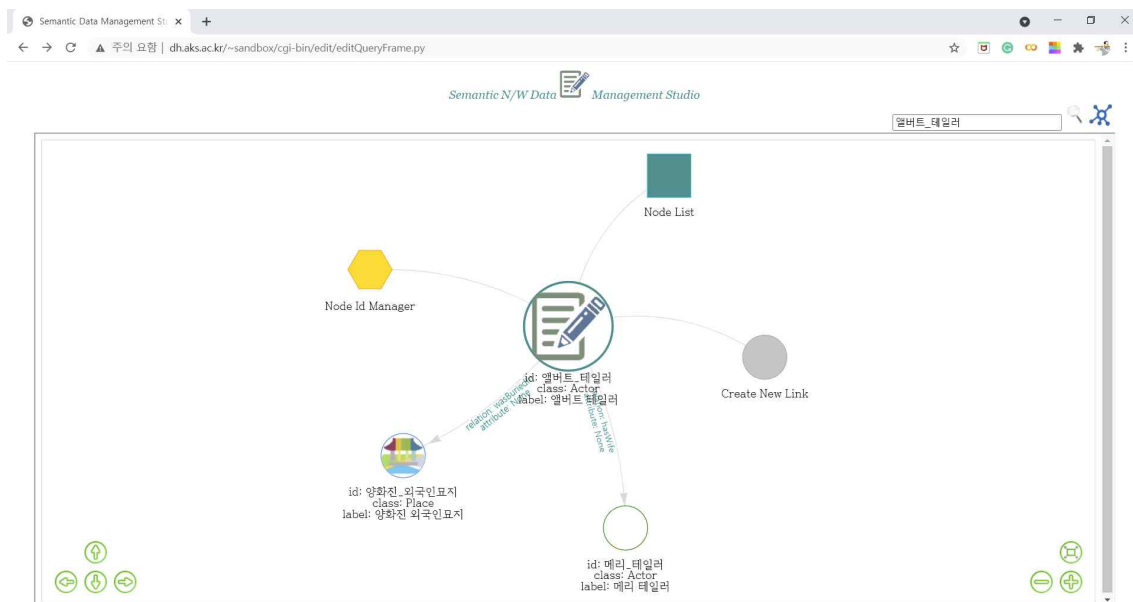 Semantic Data Management St
주의 요함 | dh.aks.ac.kr/~sandbox/cgi-bin/edit/editQueryFrame.py
Semantic N/W Data Management Studio
앨버트_테일러
Node List
Node Id Manager
id: 앨버트_테일러
class: Actor
label: 앨버트 테일러
Create New Link
relation: wasBuried
attribute: None
relation: hasWife
attribute: None
id: 양화진_외국인묘지
class: Place
label: 양화진 외국인묘지
id: 메리_테일러
class: Actor
label: 메리 테일러